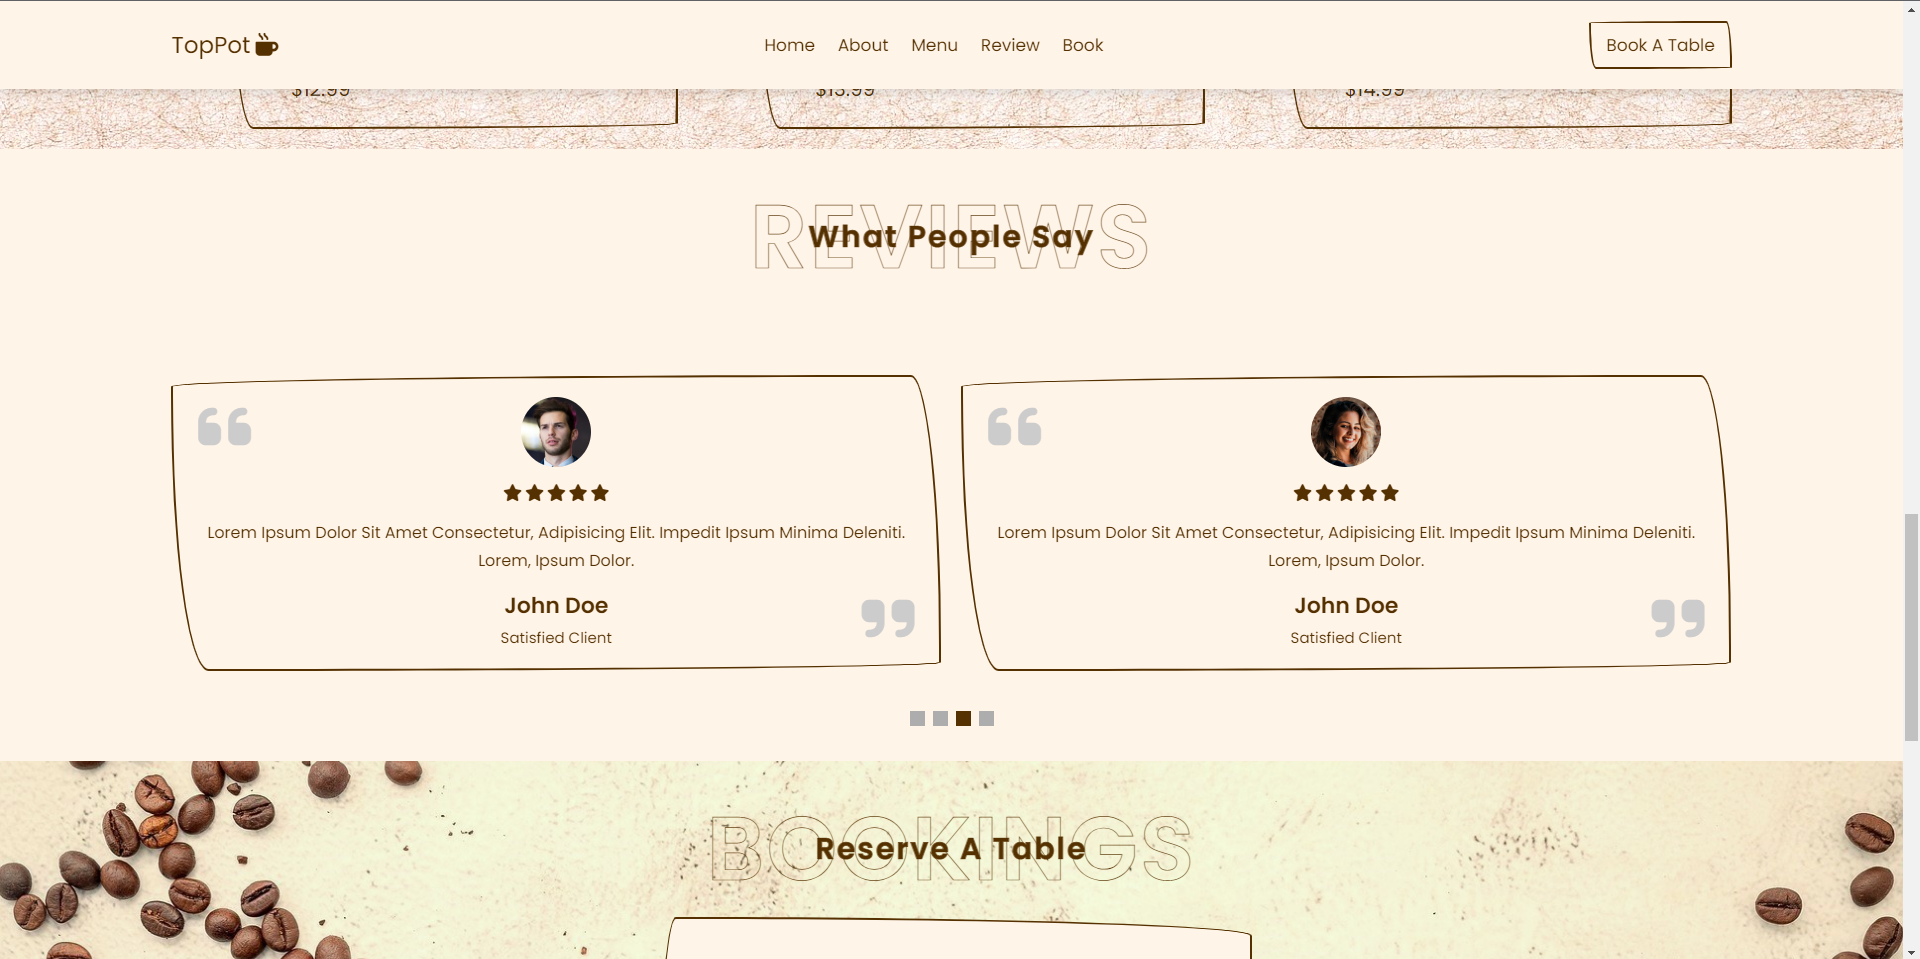 TopPot
Home About Menu Review Book
Book A Table
$12.99 $13.99 $14.99
REVIEWS
What People Say
Lorem Ipsum Dolor Sit Amet Consectetur, Adipisicing Elit. Impedit Ipsum Minima Deleniti.
Lorem, Ipsum Dolor.
John Doe
Satisfied Client
Lorem Ipsum Dolor Sit Amet Consectetur, Adipisicing Elit. Impedit Ipsum Minima Deleniti.
Lorem, Ipsum Dolor.
John Doe
Satisfied Client
BOOKINGS
Reserve A Table